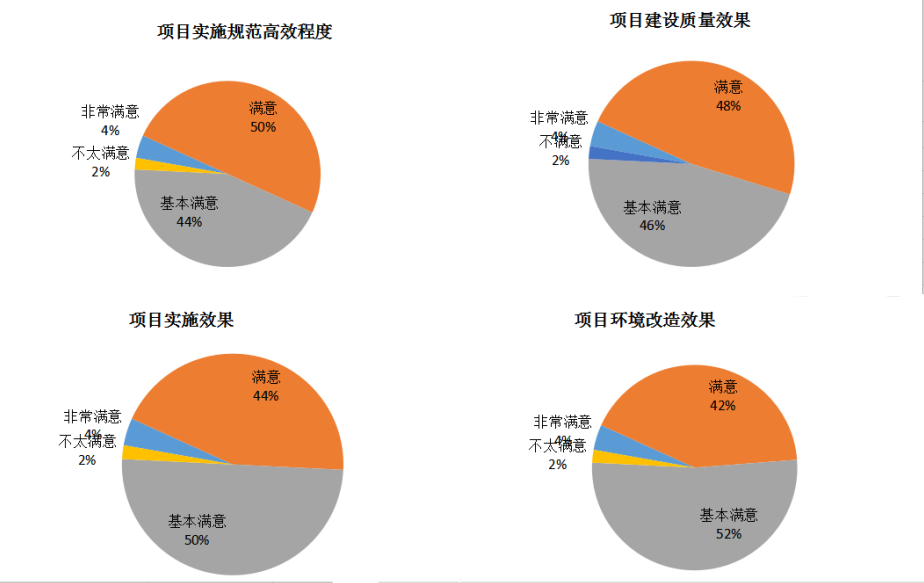 项目实施规范高效程度
满意
50%
非常满意
4%
不太满意
2%
基本满意
44%
项目建设质量效果
满意
48%
非常满意
4%
不满意
2%
基本满意
46%
项目实施效果
满意
44%
非常满意
4%
不太满意
2%
基本满意
50%
项目环境改造效果
满意
42%
非常满意
4%
不太满意
2%
基本满意
52%